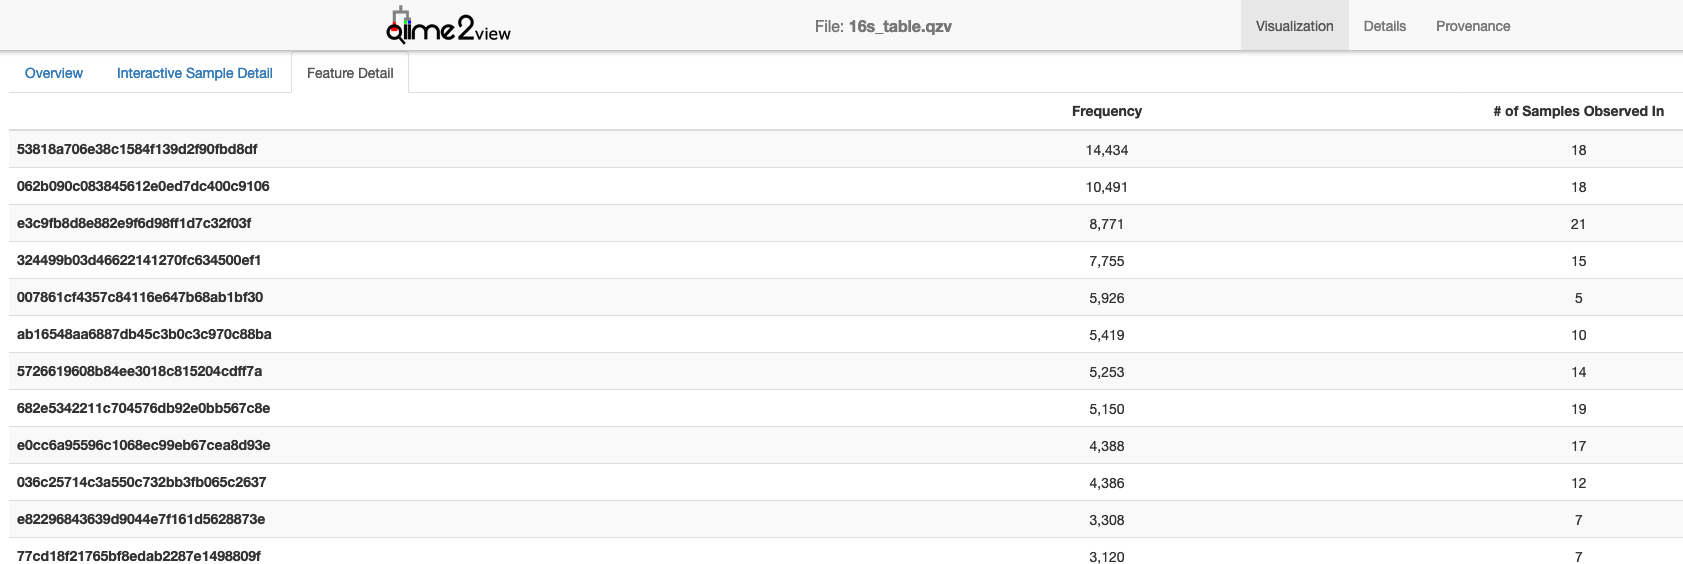 qiime2view File: 16s_table.qzv Visualization Details Provenance
Overview Interactive Sample Detail Feature Detail
Frequency # of Samples Observed In
53818a706e38c1584f139d2f90fbd8df 14,434 18
062b090c083845612e0ed7dc400c9106 10,491 18
e3c9fb8d8e882e9f6d98ff1d7c32f03f 8,771 21
324499b03d46622141270fc634500ef1 7,755 15
007861cf4357c84116e647b68ab1bf30 5,926 5
ab16548aa6887db45c3b0c3c970c88ba 5,419 10
5726619608b84ee3018c815204cdff7a 5,253 14
682e5342211c704576db92e0bb567c8e 5,150 19
e0cc6a95596c1068ec99eb67cea8d93e 4,388 17
036c25714c3a550c732bb3fb065c2637 4,386 12
e82296843639d9044e7f161d5628873e 3,308 7
77cd18f21765bf8edab2287e1498809f 3,120 7